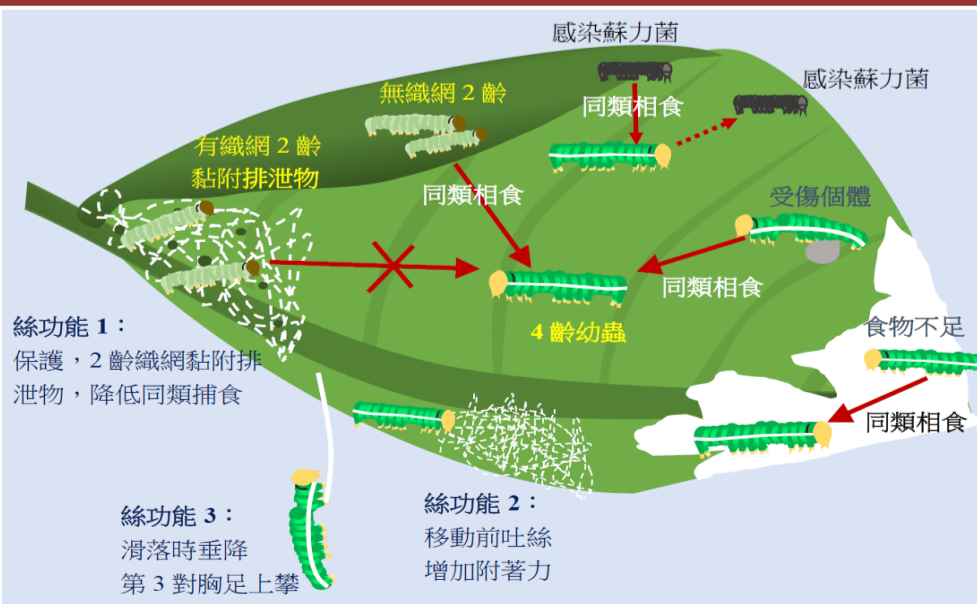 感染蘇力菌
感染蘇力菌
無織網 2 齡
同類相食
有織網 2 齡
黏附排泄物
同類相食
受傷個體
同類相食
4 齡幼蟲
食物不足
同類相食
絲功能 1：
保護，2 齡織網黏附排
泄物，降低同類捕食
絲功能 2：
移動前吐絲
增加附著力
絲功能 3：
滑落時垂降
第 3 對胸足上攀